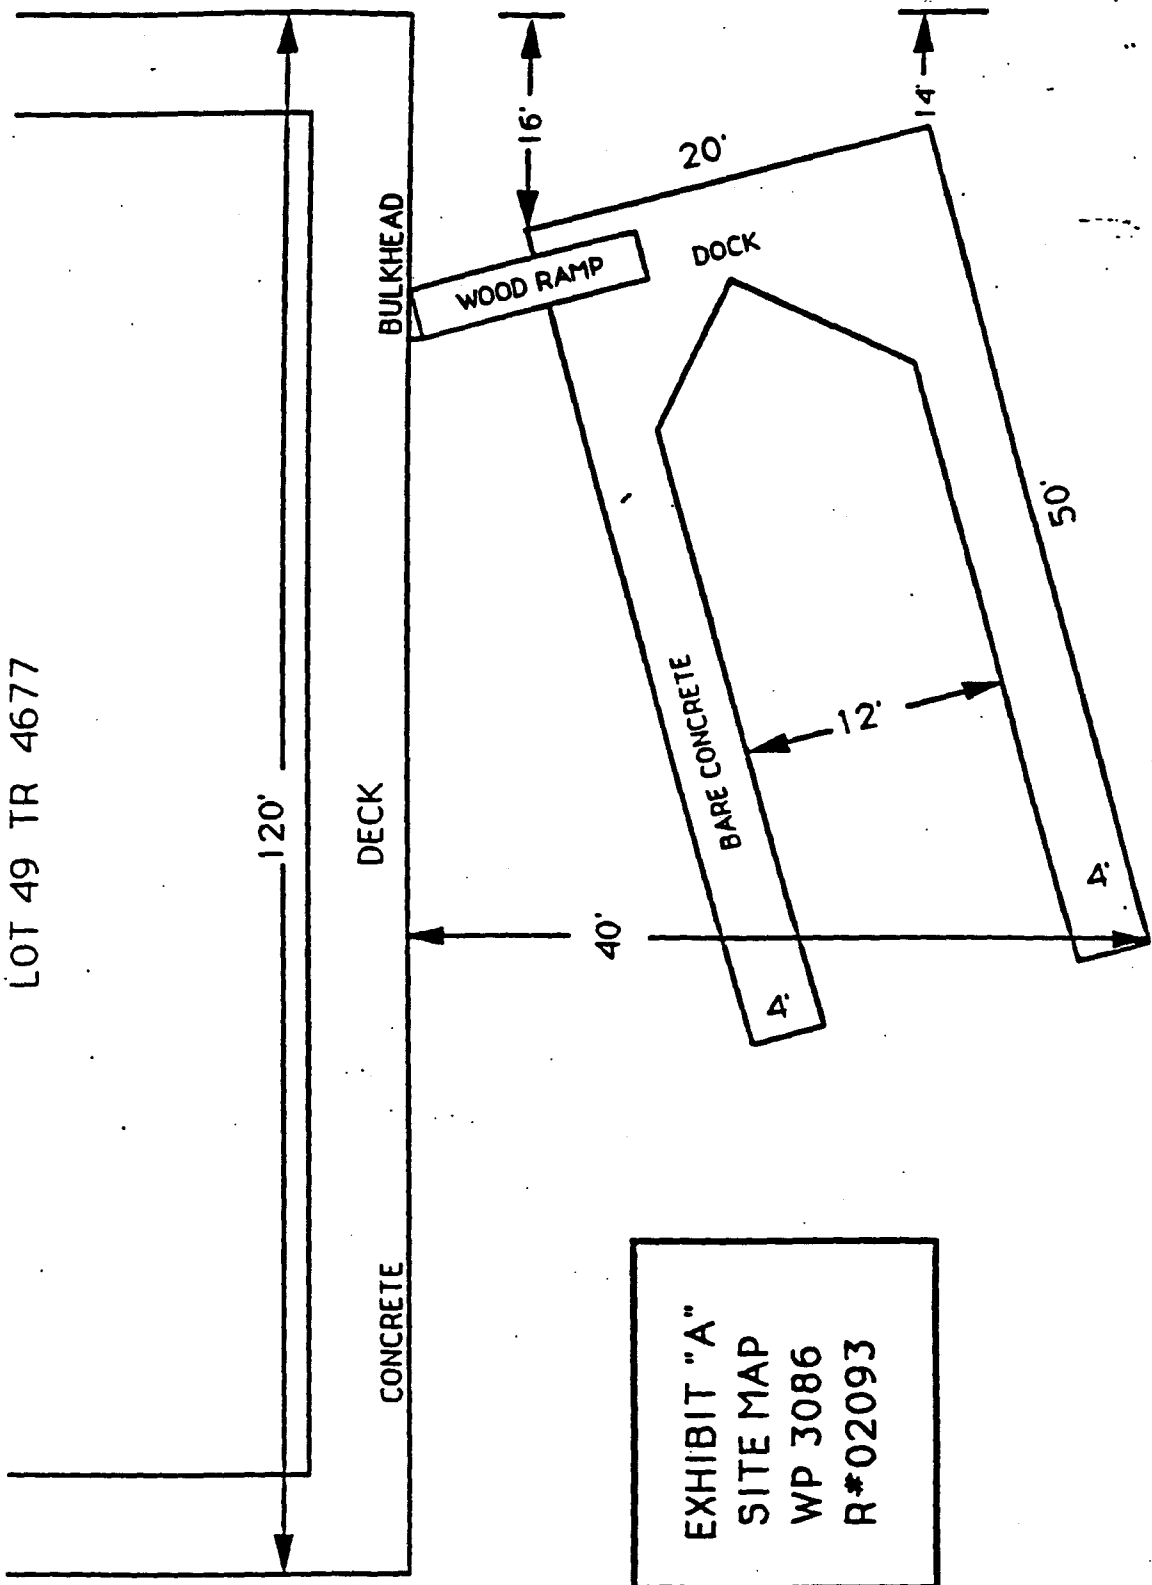 LOT 49 TR 4677
120'
CONCRETE
DECK
BULKHEAD
16'
14'
WOOD RAMP
20'
DOCK
50'
BARE CONCRETE
12'
40'
4'
4'
EXHIBIT "A"
SITE MAP
WP 3086
R#02093